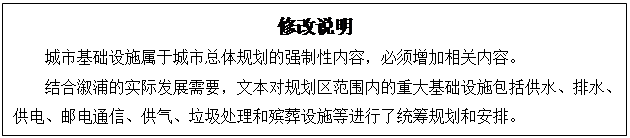 修改说明
城市基础设施属于城市总体规划的强制性内容，必须增加相关内容。
结合溆浦的实际发展需要，文本对规划区范围内的重大基础设施包括供水、排水、
供电、邮电通信、供气、垃圾处理和殡葬设施等进行了统筹规划和安排。